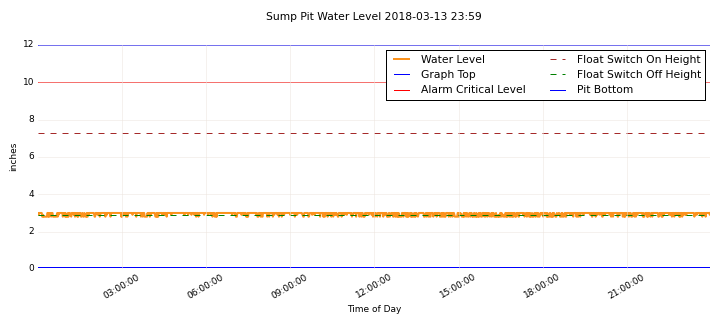 Sump Pit Water Level 2018-03-13 23:59
12
10
8
6
4
2
0
inches
Water Level
Graph Top
Alarm Critical Level
Float Switch On Height
Float Switch Off Height
Pit Bottom
03:00:00
06:00:00
09:00:00
12:00:00
15:00:00
18:00:00
21:00:00
Time of Day